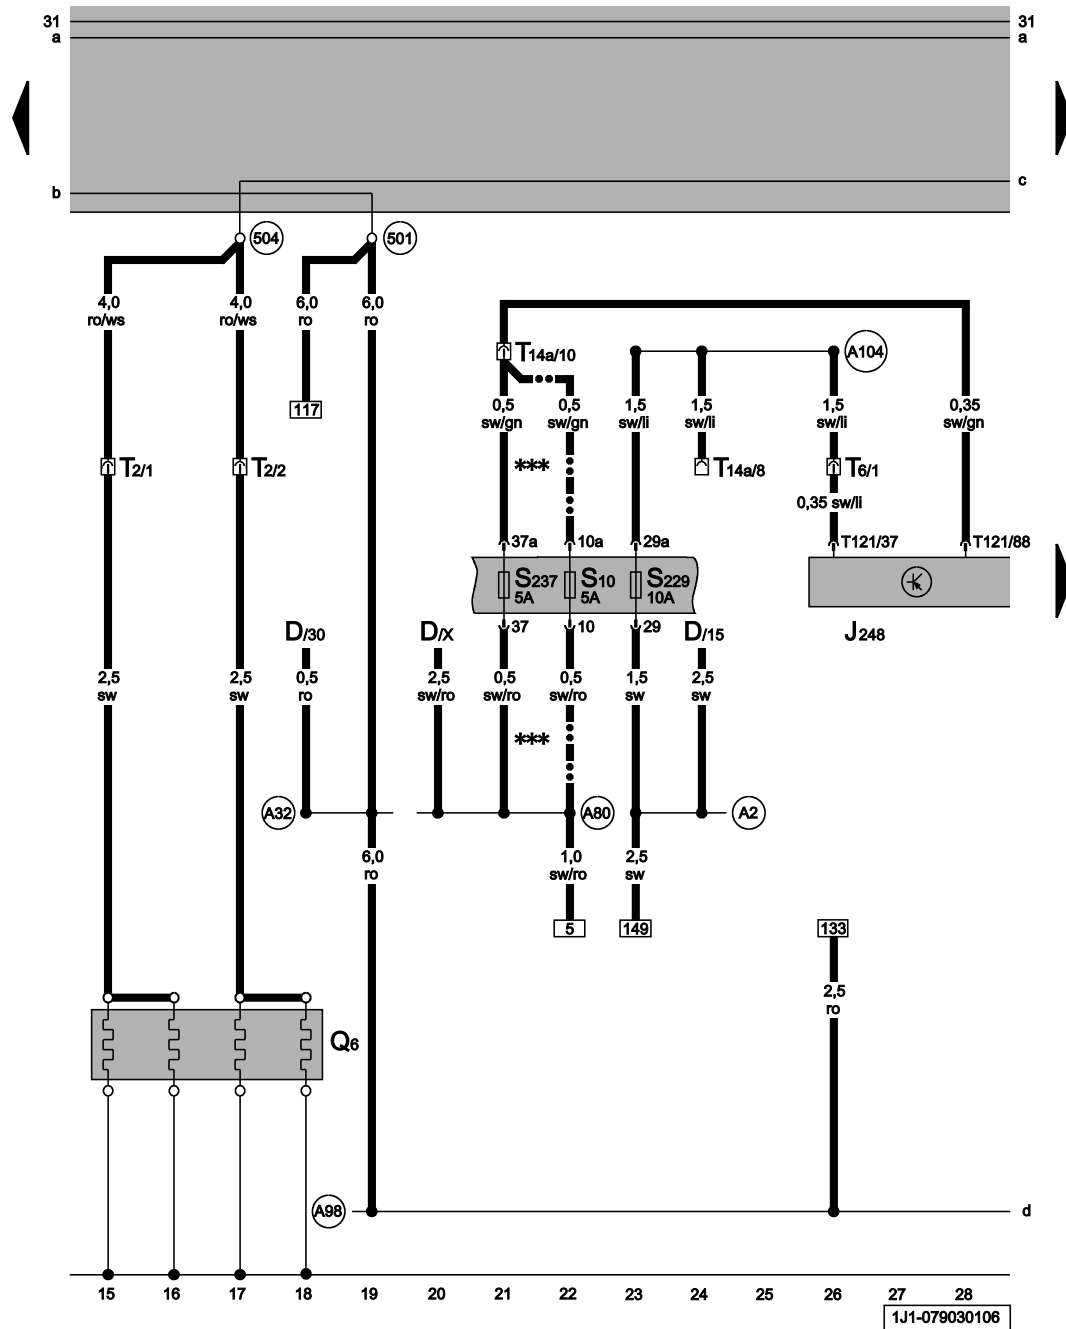 31 31
a a
b c
504 501
4,0 ro/ws 4,0 ro/ws 6,0 ro 6,0 ro
T14a/10 A104
117
0,5 sw/gn 0,5 sw/gn 1,5 sw/li 1,5 sw/li 1,5 sw/li 0,35 sw/gn
T2/1 T2/2 *** T14a/8 T6/1
0,35 sw/li
37a 10a 29a T121/37 T121/88
S237 5A S10 5A S229 10A
37 10 29
D/30 D/X D/15 J248
2,5 sw 2,5 sw 0,5 ro 2,5 sw/ro 0,5 sw/ro 0,5 sw/ro 1,5 sw 2,5 sw
***
A32 A80 A2
6,0 ro 1,0 sw/ro 2,5 sw
5 149 133
2,5 ro
Q6
A98 d
15 16 17 18 19 20 21 22 23 24 25 26 27 28
1J1-079030106